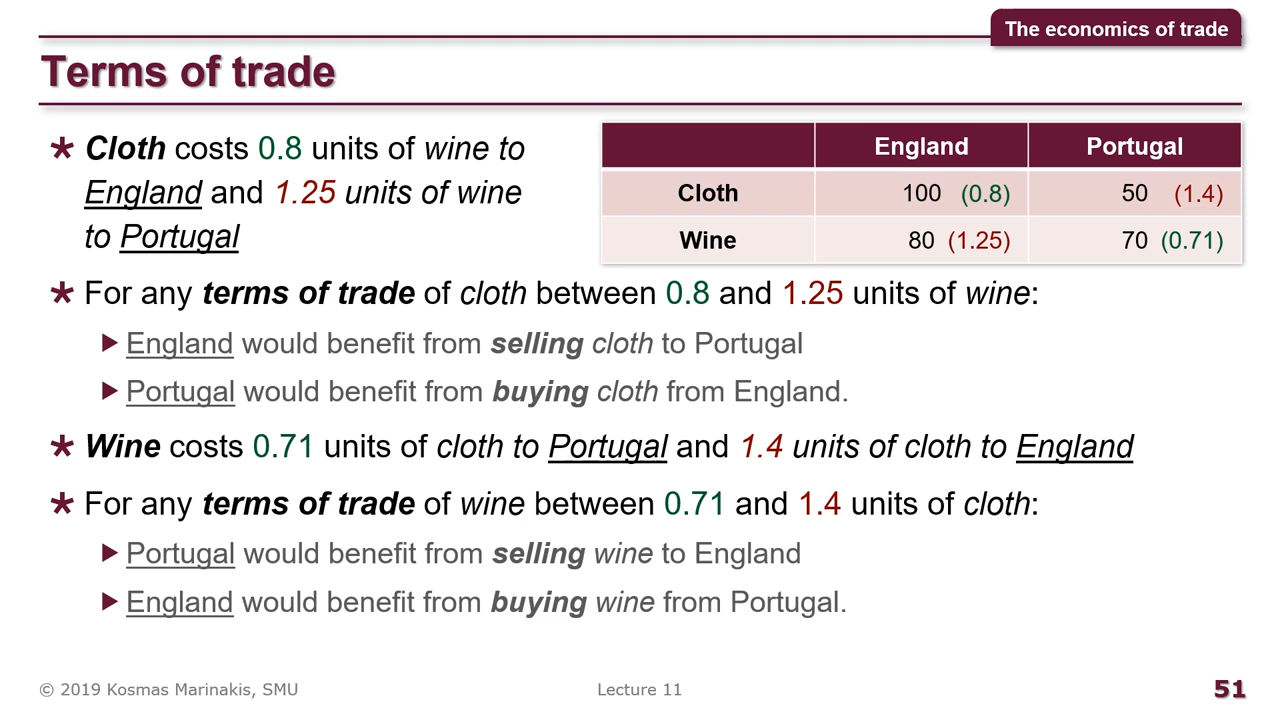 The economics of trade
Terms of trade
* Cloth costs 0.8 units of wine to
England and 1.25 units of wine
to Portugal
England Portugal
Cloth 100 (0.8) 50 (1.4)
Wine 80 (1.25) 70 (0.71)
* For any terms of trade of cloth between 0.8 and 1.25 units of wine:
▶ England would benefit from selling cloth to Portugal
▶ Portugal would benefit from buying cloth from England.
* Wine costs 0.71 units of cloth to Portugal and 1.4 units of cloth to England
* For any terms of trade of wine between 0.71 and 1.4 units of cloth:
▶ Portugal would benefit from selling wine to England
▶ England would benefit from buying wine from Portugal.
© 2019 Kosmas Marinakis, SMU Lecture 11 51